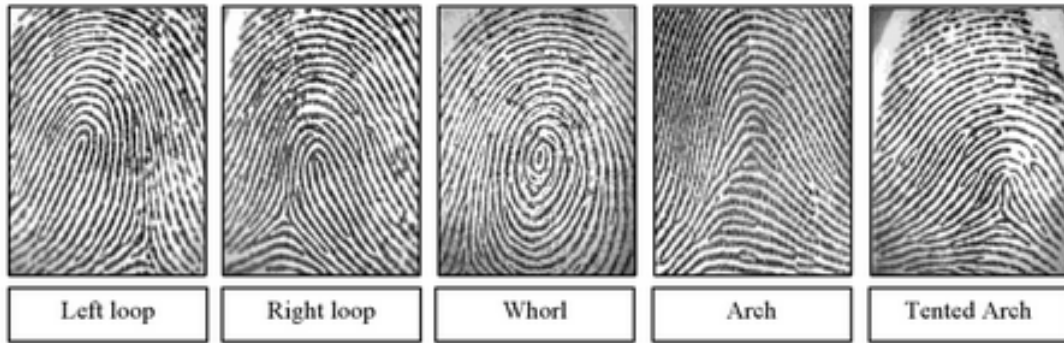 Left loop
Right loop
Whorl
Arch
Tented Arch